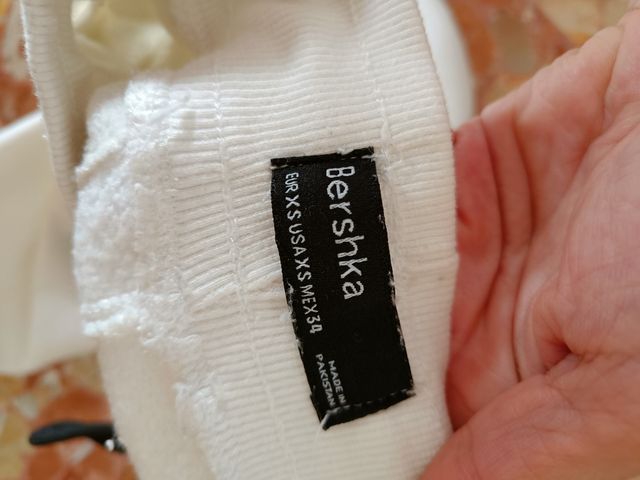 Bershka
EUR XS USA XS MEX 34
MADE IN
PAKISTAN